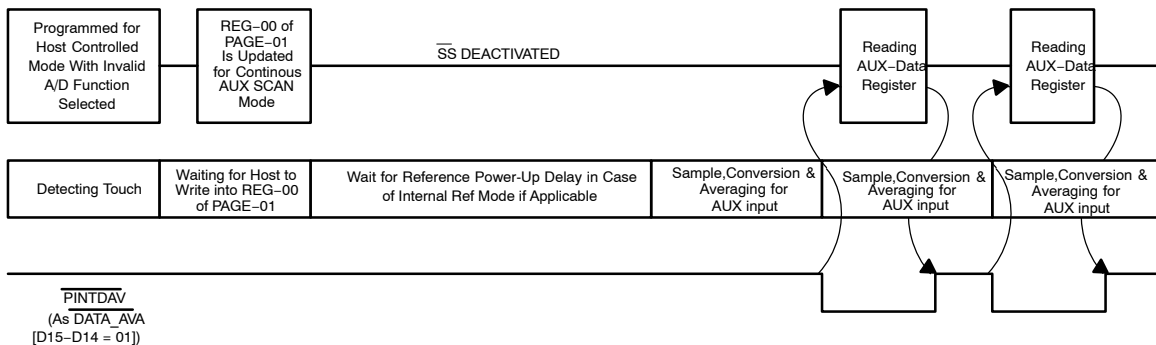 Programmed for
Host Controlled
Mode With Invalid
A/D Function
Selected
REG–00 of
PAGE–01
Is Updated
for Continous
AUX SCAN
Mode
SS DEACTIVATED
Reading
AUX–Data
Register
Reading
AUX–Data
Register
Detecting Touch
Waiting for Host to
Write into REG–00
of PAGE–01
Wait for Reference Power-Up Delay in Case
of Internal Ref Mode if Applicable
Sample,Conversion &
Averaging for
AUX input
Sample,Conversion &
Averaging for
AUX input
Sample,Conversion &
Averaging for
AUX input
PINTDAV
(As DATA_AVA
[D15–D14 = 01])